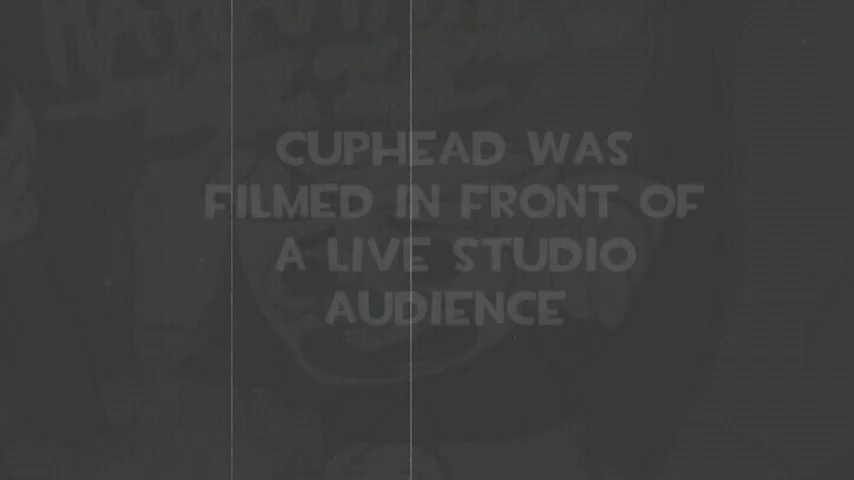 CUPHEAD WAS
FILMED IN FRONT OF
A LIVE STUDIO
AUDIENCE